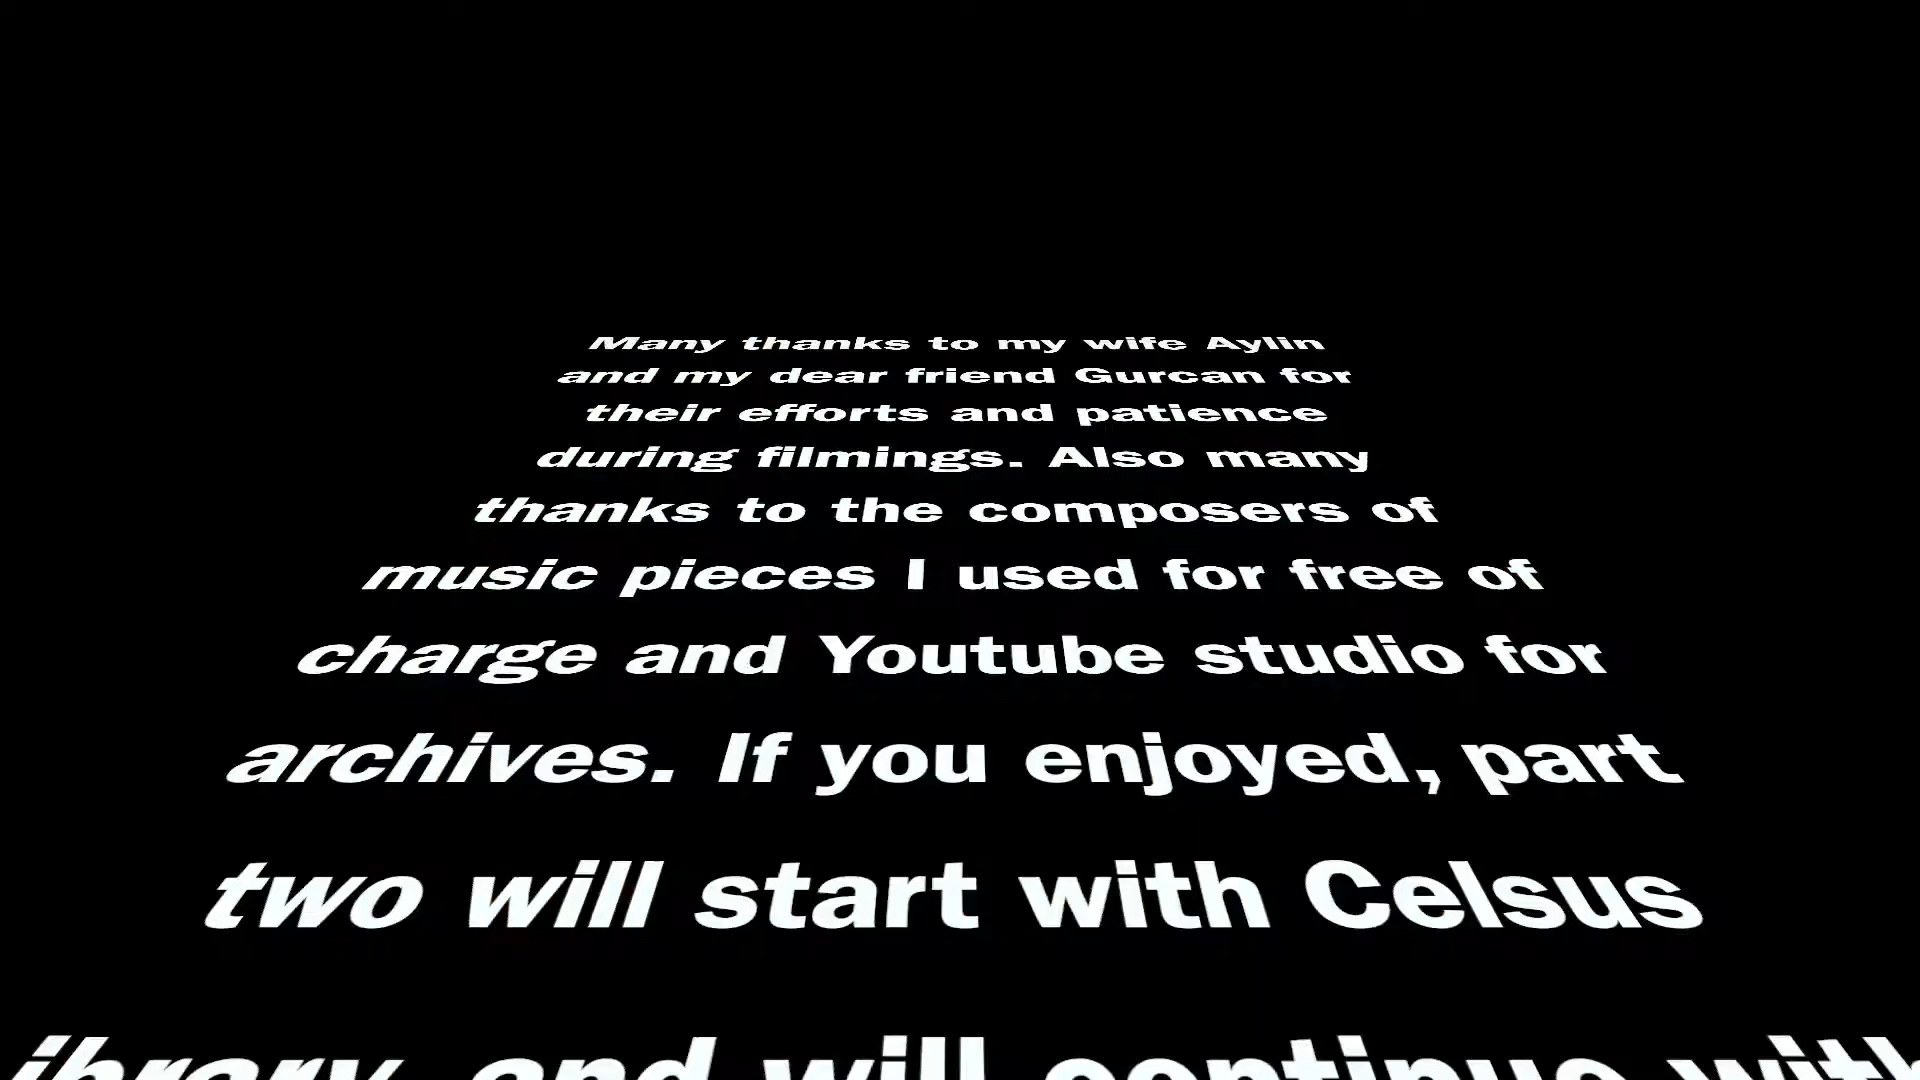 Many thanks to my wife Aylin
and my dear friend Gurcan for
their efforts and patience
during filmings. Also many
thanks to the composers of
music pieces I used for free of
charge and Youtube studio for
archives. If you enjoyed, part
two will start with Celsus
and will continue with